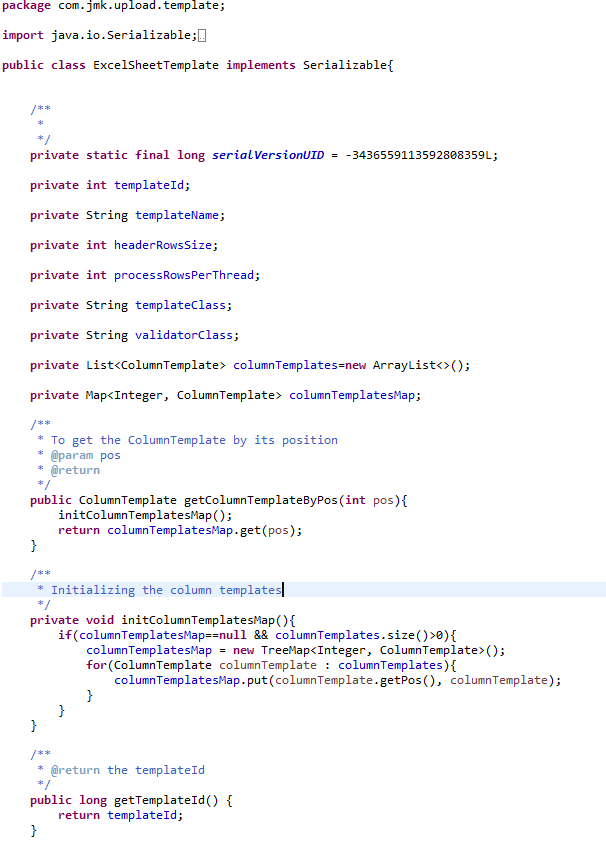 package com.jmk.upload.template;
import java.io.Serializable;
public class ExcelSheetTemplate implements Serializable{
/**
*
*/
private static final long serialVersionUID = -3436559113592808359L;
private int templateId;
private String templateName;
private int headerRowsSize;
private int processRowsPerThread;
private String templateClass;
private String validatorClass;
private List<ColumnTemplate> columnTemplates=new ArrayList<>();
private Map<Integer, ColumnTemplate> columnTemplatesMap;
/**
* To get the ColumnTemplate by its position
* @param pos
* @return
*/
public ColumnTemplate getColumnTemplateByPos(int pos){
initColumnTemplatesMap();
return columnTemplatesMap.get(pos);
}
/**
* Initializing the column templates
*/
private void initColumnTemplatesMap(){
if(columnTemplatesMap==null && columnTemplates.size()>0){
columnTemplatesMap = new TreeMap<Integer, ColumnTemplate>();
for(ColumnTemplate columnTemplate : columnTemplates){
columnTemplatesMap.put(columnTemplate.getPos(), columnTemplate);
}
}
}
/**
* @return the templateId
*/
public long getTemplateId() {
return templateId;
}